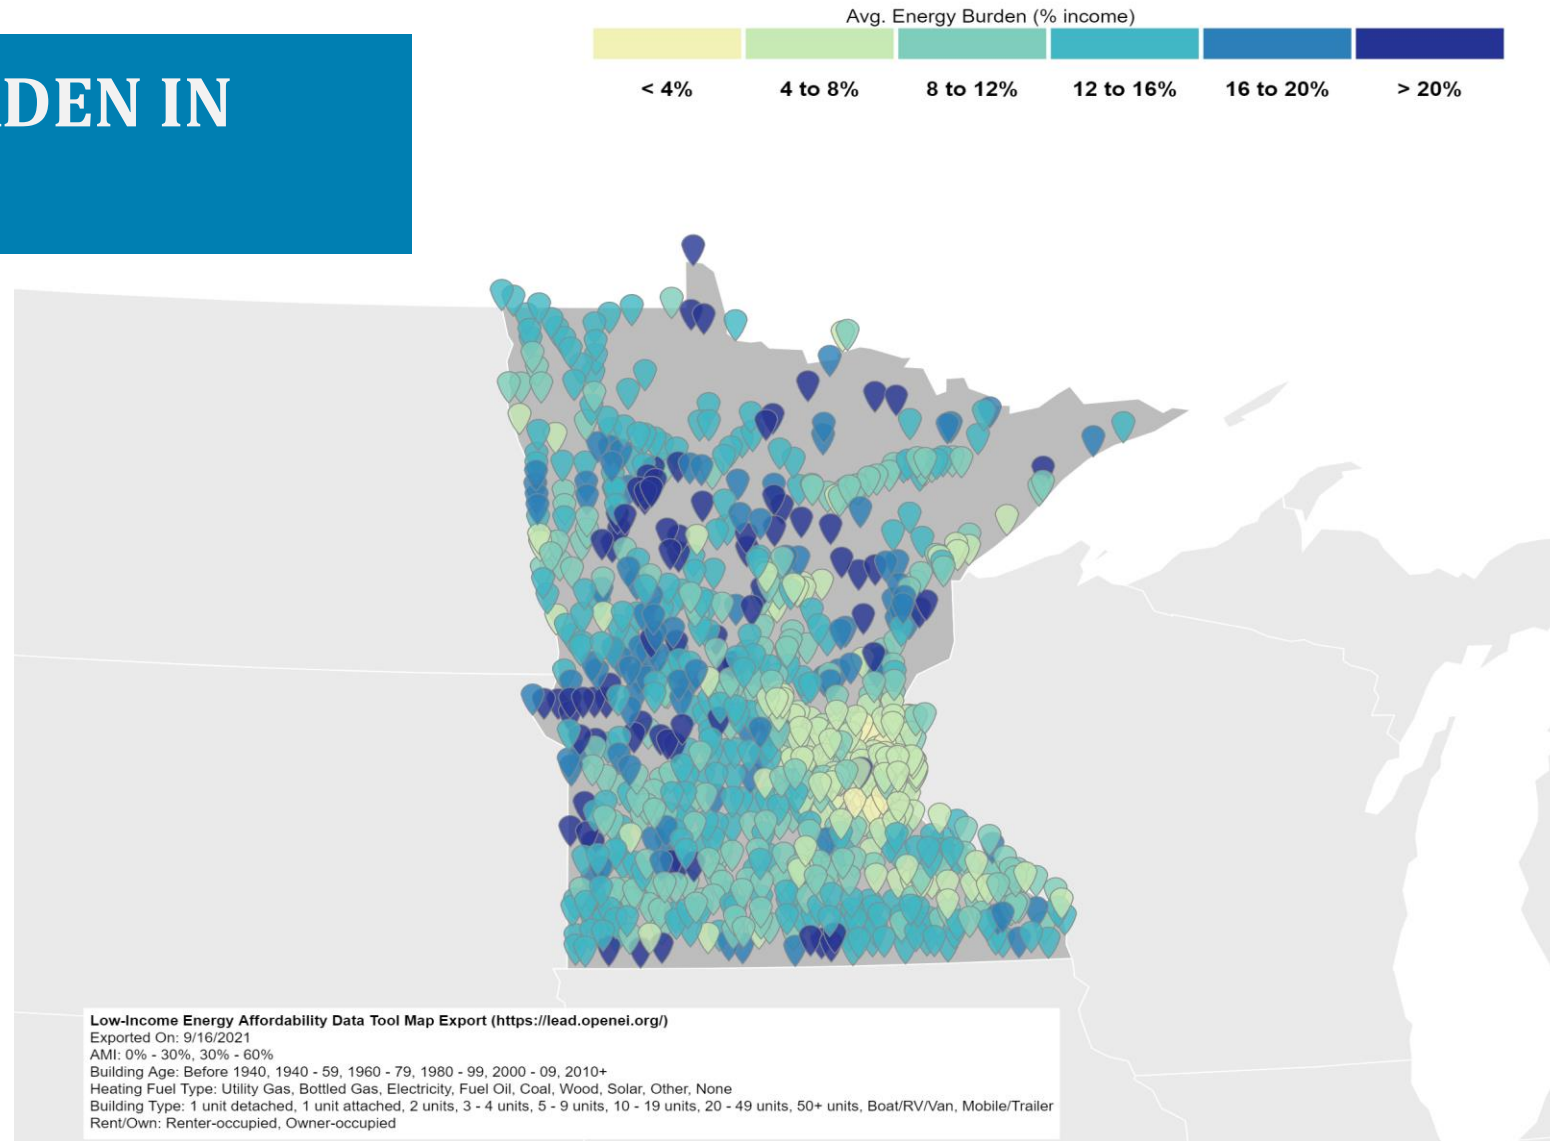 Avg. Energy Burden (% income)
< 4% 4 to 8% 8 to 12% 12 to 16% 16 to 20% > 20%
DEN IN
Low-Income Energy Affordability Data Tool Map Export (https://lead.openei.org/)
Exported On: 9/16/2021
AMI: 0% - 30%, 30% - 60%
Building Age: Before 1940, 1940 - 59, 1960 - 79, 1980 - 99, 2000 - 09, 2010+
Heating Fuel Type: Utility Gas, Bottled Gas, Electricity, Fuel Oil, Coal, Wood, Solar, Other, None
Building Type: 1 unit detached, 1 unit attached, 2 units, 3 - 4 units, 5 - 9 units, 10 - 19 units, 20 - 49 units, 50+ units, Boat/RV/Van, Mobile/Trailer
Rent/Own: Renter-occupied, Owner-occupied